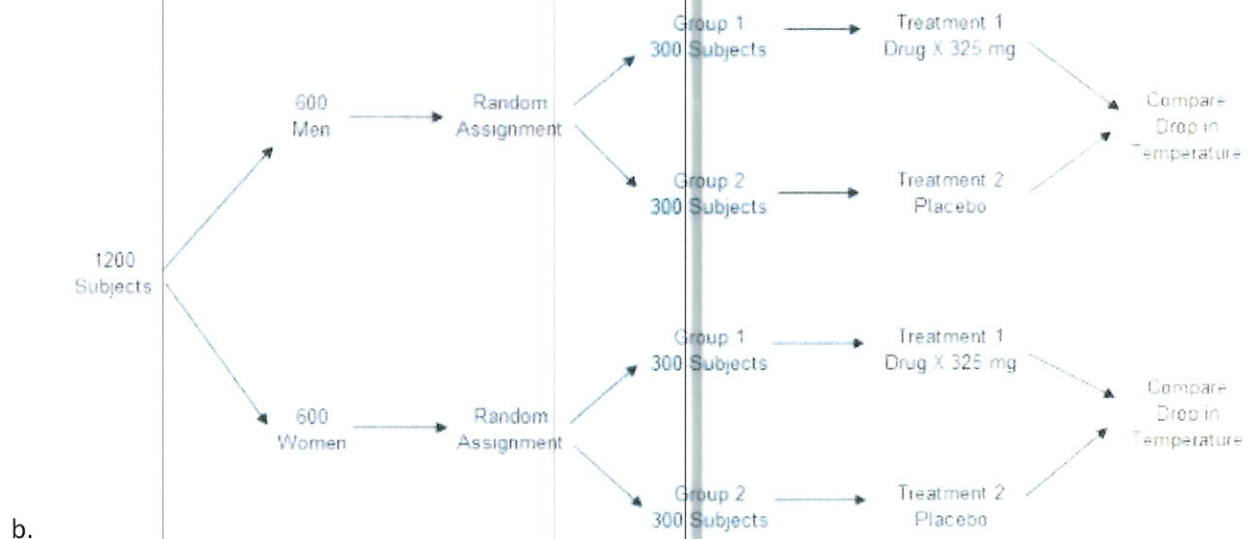 Group 1
300 Subjects
Treatment 1
Drug X 325 mg
600
Men
Random
Assignment
Compare
Drop in
Temperature
Group 2
300 Subjects
Treatment 2
Placebo
1200
Subjects
Group 1
300 Subjects
Treatment 1
Drug X 325 mg
600
Women
Random
Assignment
Compare
Drop in
Temperature
Group 2
300 Subjects
Treatment 2
Placebo
b.